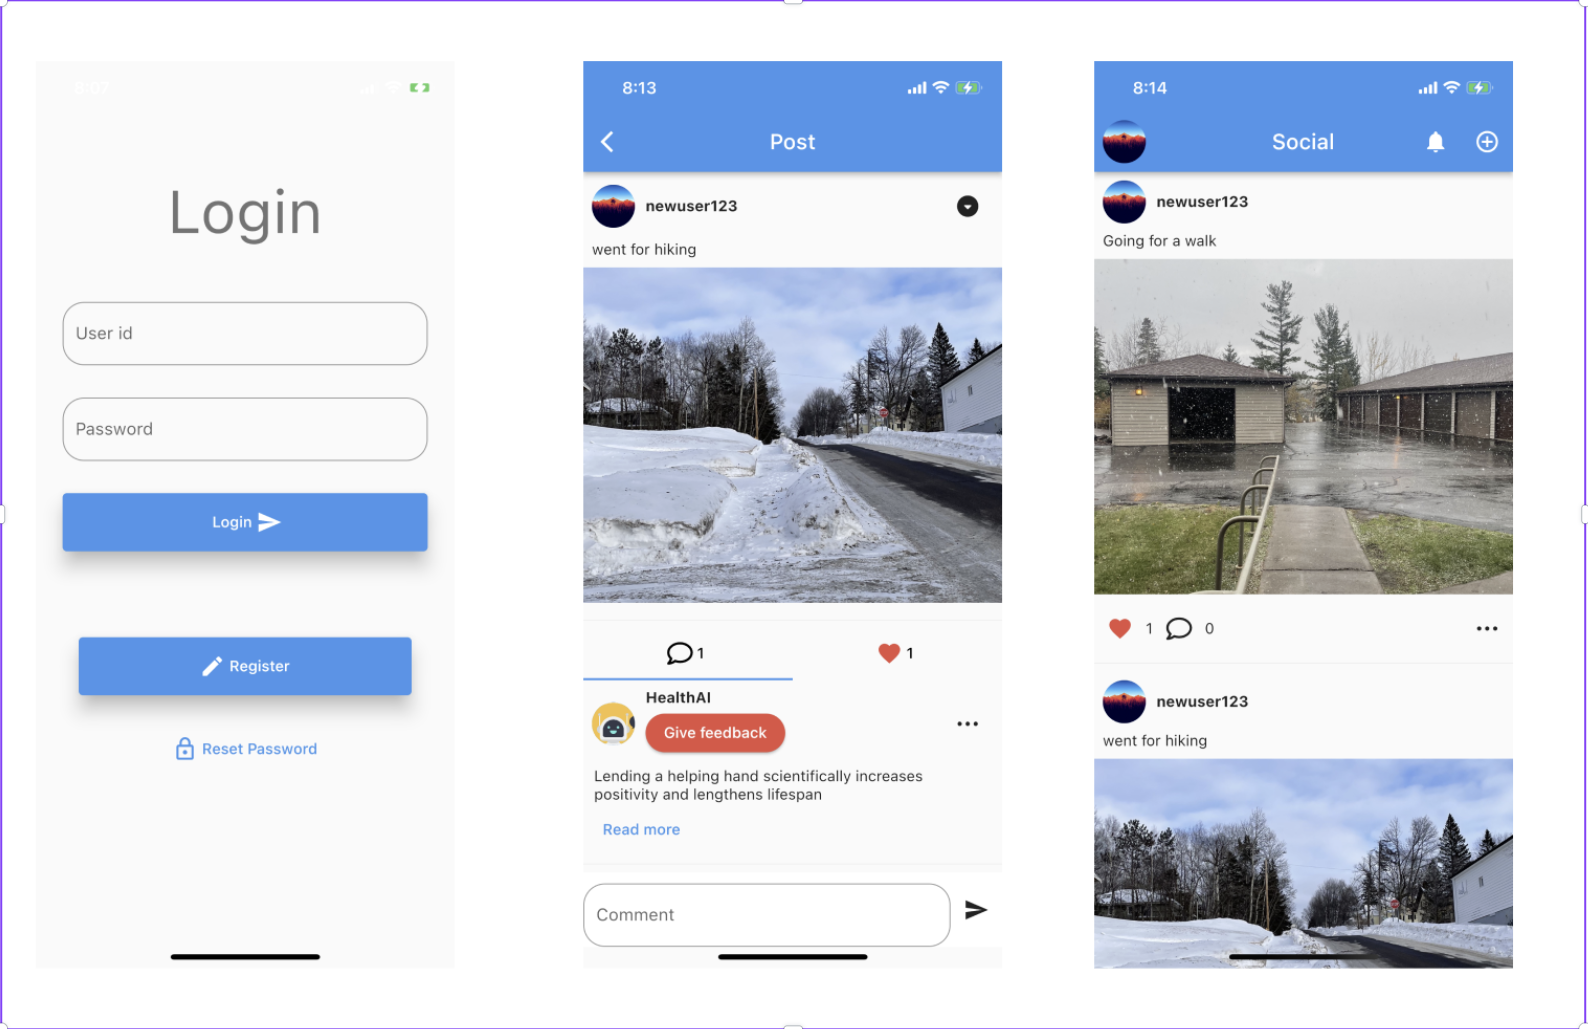 8:07
Login
User id
Password
Login
Register
Reset Password
8:13
Post
newuser123
went for hiking
1
1
HealthAI
Give feedback
Lending a helping hand scientifically increases
positivity and lengthens lifespan
Read more
Comment
8:14
Social
newuser123
Going for a walk
1 0
newuser123
went for hiking